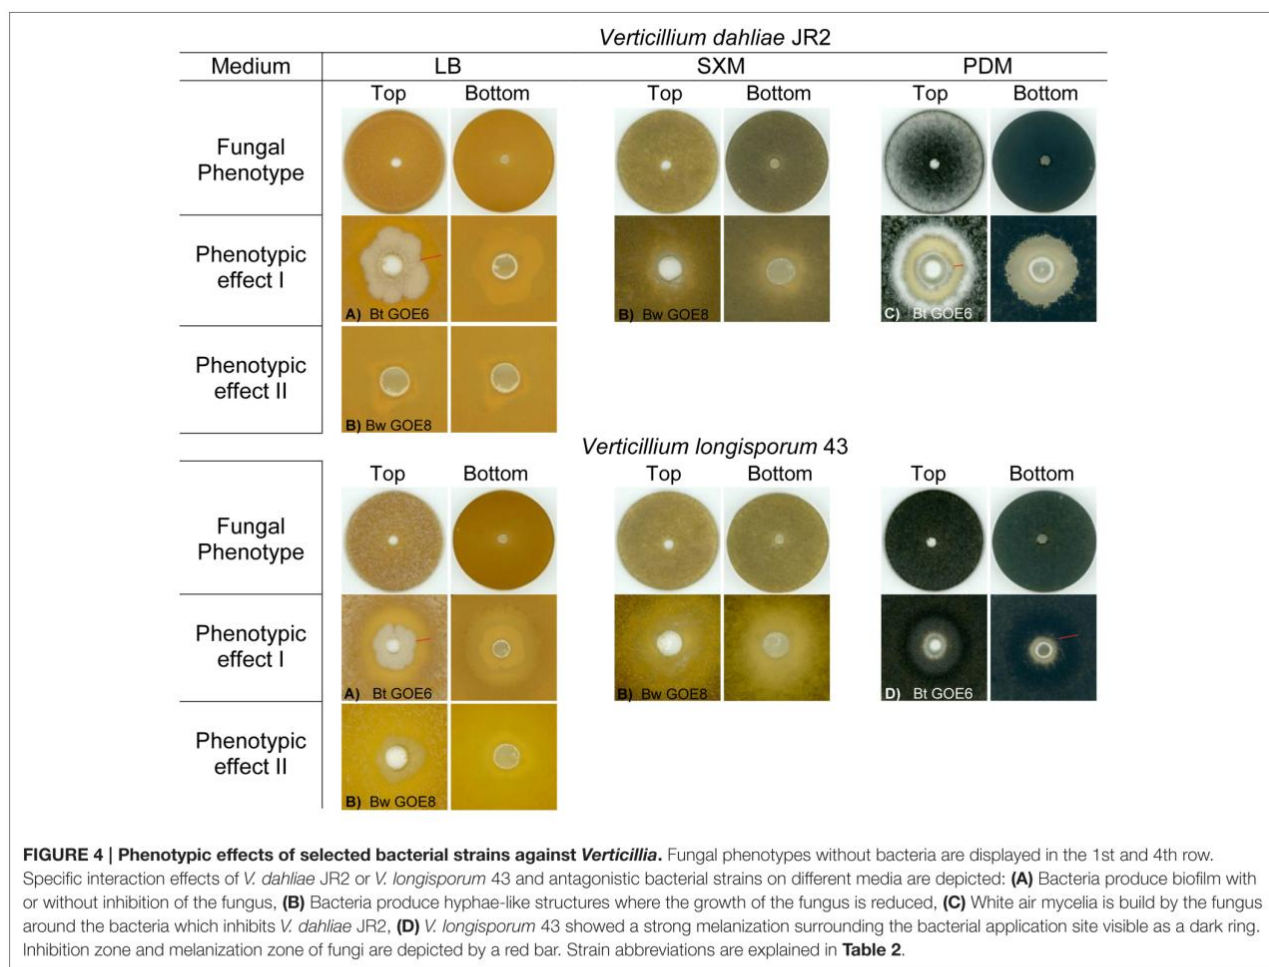 Verticillium dahliae JR2
Medium LB SXM PDM
Top Bottom Top Bottom Top Bottom
Fungal
Phenotype
Phenotypic
effect I
A) Bt GOE6 B) Bw GOE8 C) Bt GOE6
Phenotypic
effect II
B) Bw GOE8
Verticillium longisporum 43
Top Bottom Top Bottom Top Bottom
Fungal
Phenotype
Phenotypic
effect I
A) Bt GOE6 B) Bw GOE8 D) Bt GOE6
Phenotypic
effect II
B) Bw GOE8
FIGURE 4 | Phenotypic effects of selected bacterial strains against Verticillia. Fungal phenotypes without bacteria are displayed in the 1st and 4th row.
Specific interaction effects of V. dahliae JR2 or V. longisporum 43 and antagonistic bacterial strains on different media are depicted: (A) Bacteria produce biofilm with
or without inhibition of the fungus, (B) Bacteria produce hyphae-like structures where the growth of the fungus is reduced, (C) White air mycelia is build by the fungus
around the bacteria which inhibits V. dahliae JR2, (D) V. longisporum 43 showed a strong melanization surrounding the bacterial application site visible as a dark ring.
Inhibition zone and melanization zone of fungi are depicted by a red bar. Strain abbreviations are explained in Table 2.